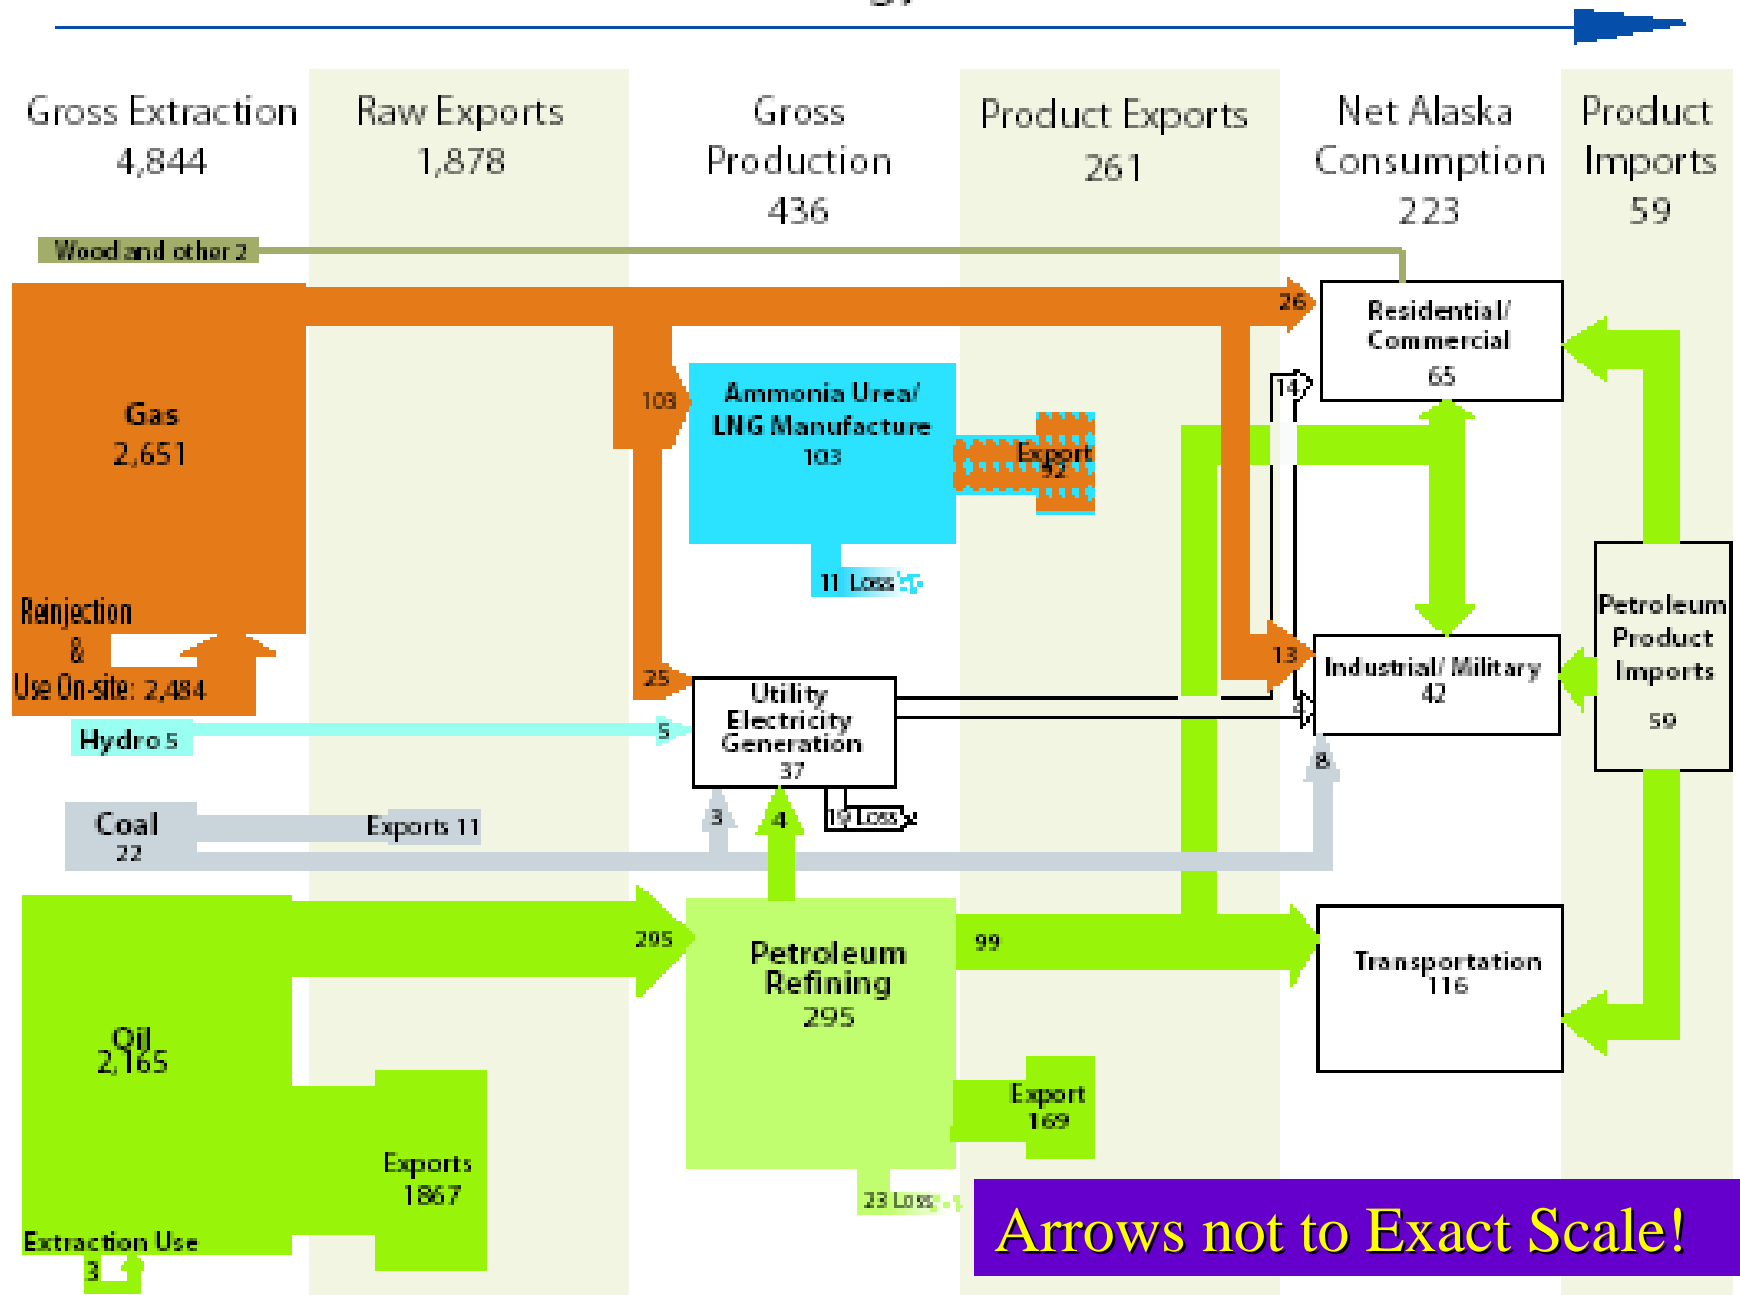 Gross Extraction
4,844
Raw Exports
1,878
Gross
Production
436
Product Exports
261
Net Alaska
Consumption
223
Product
Imports
59
Wood and other 2
26
Residential/
Commercial
65
Gas
2,651
103
Ammonia Urea/
LNG Manufacture
103
14
Export
92
11 Loss
Reinjection
&
Use On-site: 2,484
25
Utility
Electricity
Generation
37
13
Industrial/ Military
42
Petroleum
Product
Imports
59
Hydro 5
5
8
Coal
22
Exports 11
3
4
19 Loss
Oil
2,165
295
Petroleum
Refining
295
99
Transportation
116
Exports
1867
Export
169
23 Loss
Extraction Use
3
Arrows not to Exact Scale!